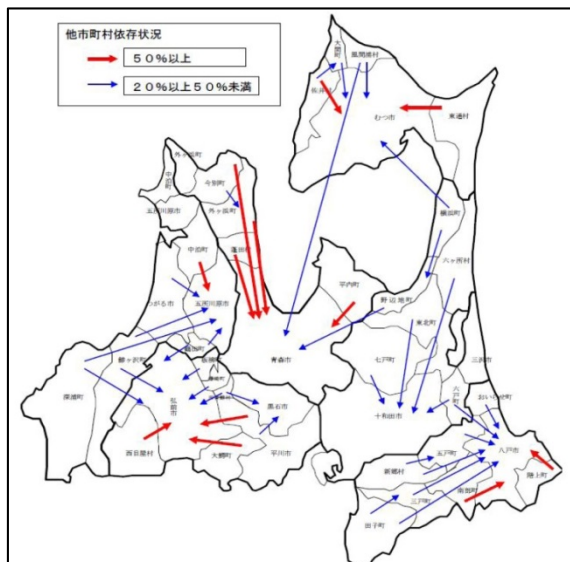 他市町村依存状況
５０％以上
２０％以上５０％未満
大間町
風間浦村
佐井村
むつ市
東通村
外ヶ浜町
中泊町
今別町
五所川原市
外ヶ浜町
横浜町
蓬田村
六ヶ所村
中泊町
平内町
野辺地町
つがる市
五所川原市
東北町
鶴田町
青森市
七戸町
三沢市
鰺ヶ沢町
板柳町
深浦町
弘前市
黒石市
十和田市
六戸町
おいらせ町
西目屋村
大鰐町
平川市
五戸町
八戸市
新郷村
階上町
南部町
三戸町
田子町